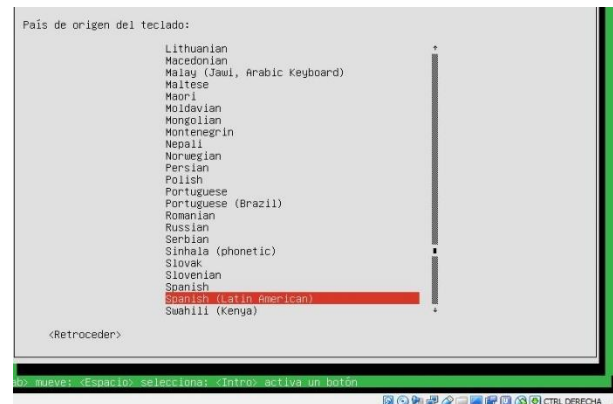 País de origen del teclado:
Lithuanian
Macedonian
Malay (Jawi, Arabic Keyboard)
Maltese
Maori
Moldavian
Mongolian
Montenegrin
Nepali
Norwegian
Persian
Polish
Portuguese
Portuguese (Brazil)
Romanian
Russian
Serbian
Sinhala (phonetic)
Slovak
Slovenian
Spanish
Spanish (Latin American)
Swahili (Kenya)
<Retroceder>
ab> mueve; <Espacio> selecciona; <Intro> activa un botón
CTRL DERECHA